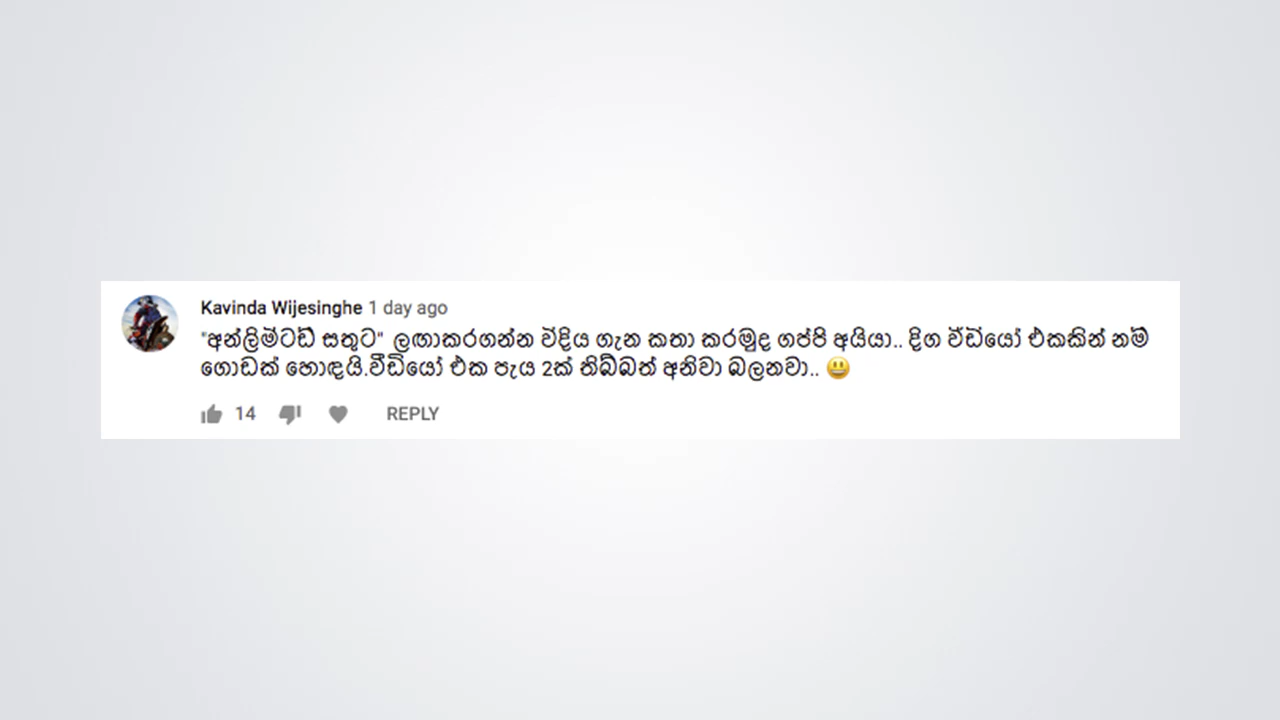 Kavinda Wijesinghe 1 day ago
"අන්ලිමිටඩ් සතුට" ලඟාකරගන්න විදිය ගැන කතා කරමුද ගප්පි අයියා.. දිග වීඩියෝ එකකින් නම්
ගොඩක් හොඳයි.වීඩියෝ එක පැය 2ක් තිබ්බත් අනිවා බලනවා.. 😃
14 REPLY